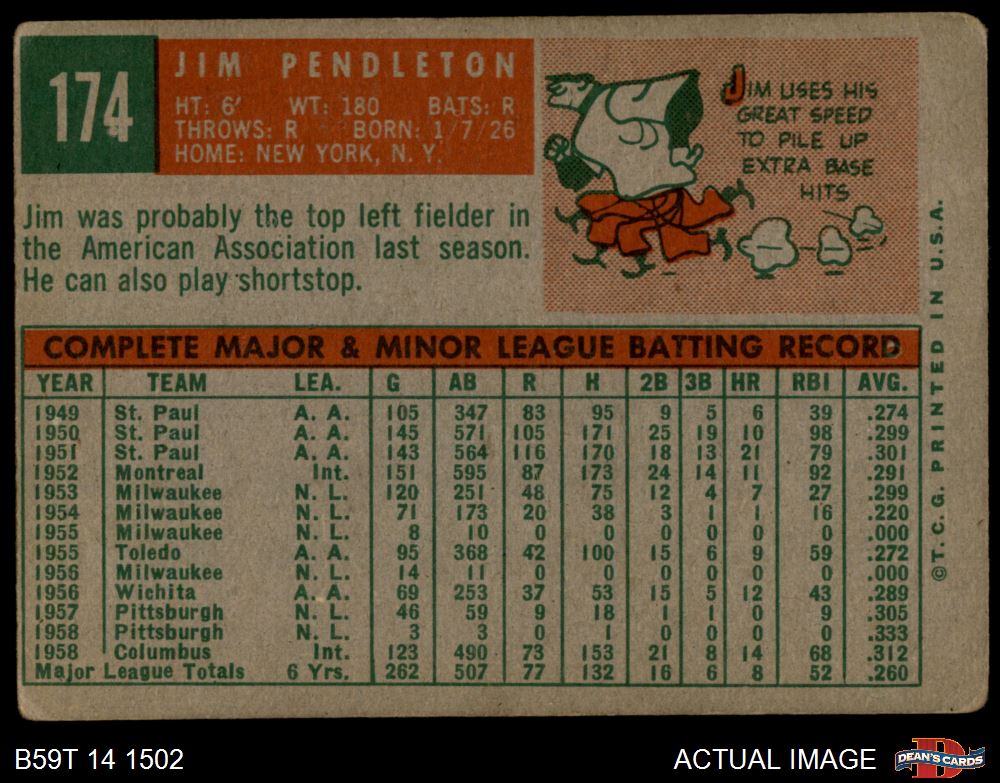 174
JIM PENDLETON
HT: 6' WT: 180 BATS: R
THROWS: R BORN: 1/7/26
HOME: NEW YORK, N. Y.
JIM USES HIS
GREAT SPEED
TO PILE UP
EXTRA BASE
HITS
Jim was probably the top left fielder in
the American Association last season.
He can also play shortstop.
COMPLETE MAJOR & MINOR LEAGUE BATTING RECORD
YEAR TEAM LEA. G AB R H 2B 3B HR RBI AVG.
1949 St. Paul A. A. 105 347 83 95 9 5 6 39 .274
1950 St. Paul A. A. 145 571 105 171 25 19 10 98 .299
1951 St. Paul A. A. 143 564 116 170 18 13 21 79 .301
1952 Montreal Int. 151 595 87 173 24 14 11 92 .291
1953 Milwaukee N. L. 120 251 48 75 12 4 7 27 .299
1954 Milwaukee N. L. 71 173 20 38 3 1 1 16 .220
1955 Milwaukee N. L. 8 10 0 0 0 0 0 0 .000
1955 Toledo A. A. 95 368 42 100 15 6 9 59 .272
1956 Milwaukee N. L. 14 11 0 0 0 0 0 0 .000
1956 Wichita A. A. 69 253 37 53 15 5 12 43 .289
1957 Pittsburgh N. L. 46 59 9 18 1 1 0 9 .305
1958 Pittsburgh N. L. 3 3 0 1 0 0 0 0 .333
1958 Columbus Int. 123 490 73 153 21 8 14 68 .312
Major League Totals 6 Yrs. 262 507 77 132 16 6 8 52 .260
©T.C.G. PRINTED IN U.S.A.
B59T 14 1502
ACTUAL IMAGE
D
DEAN'S CARDS